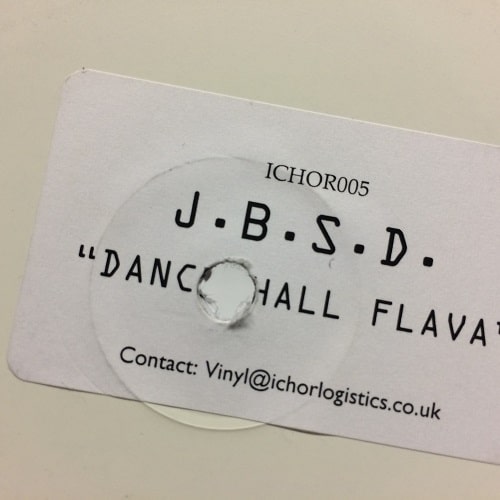 ICHOR005
J.B.S.D.
"DANC HALL FLAVA"
Contact: Vinyl@ichorlogistics.co.uk